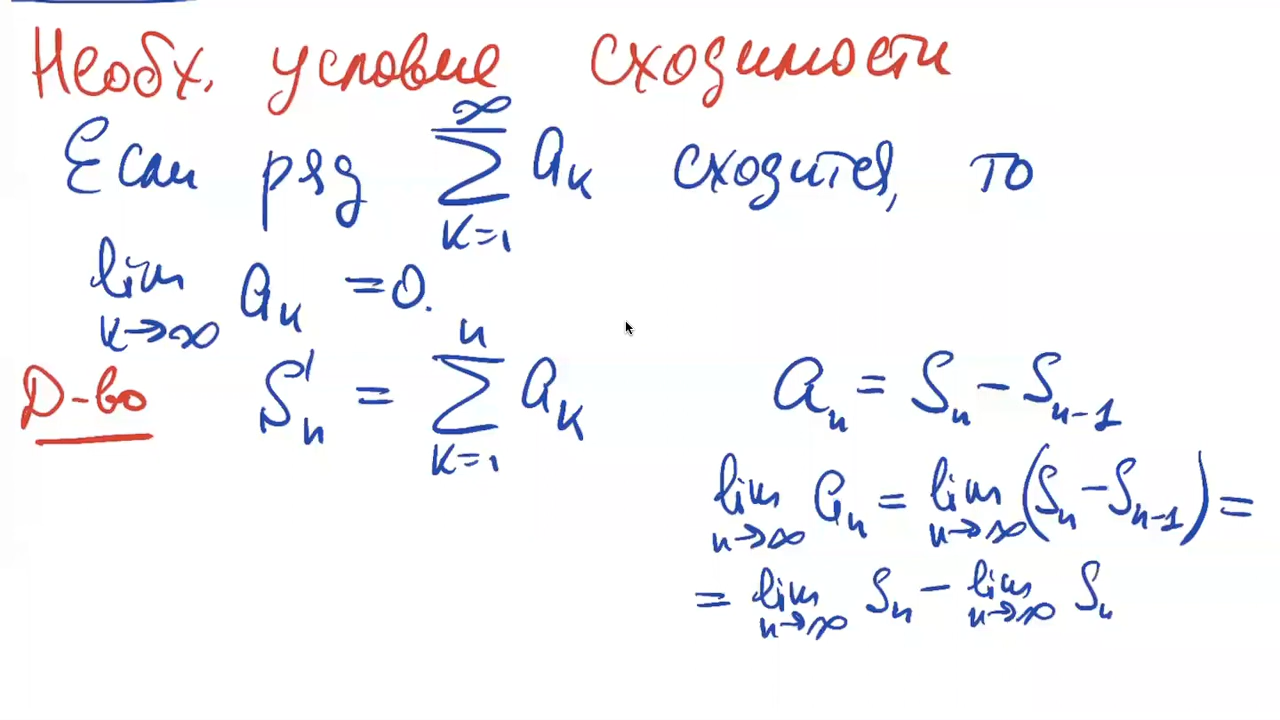 Необх. условие сходимости
Если ряд ∑_{k=1}^{∞} a_k сходится, то
lim_{k→∞} a_k = 0.
Д-во S_n = ∑_{k=1}^{n} a_k
a_n = S_n − S_{n−1}
lim_{n→∞} a_n = lim_{n→∞} (S_n − S_{n−1}) =
= lim_{n→∞} S_n − lim_{n→∞} S_n